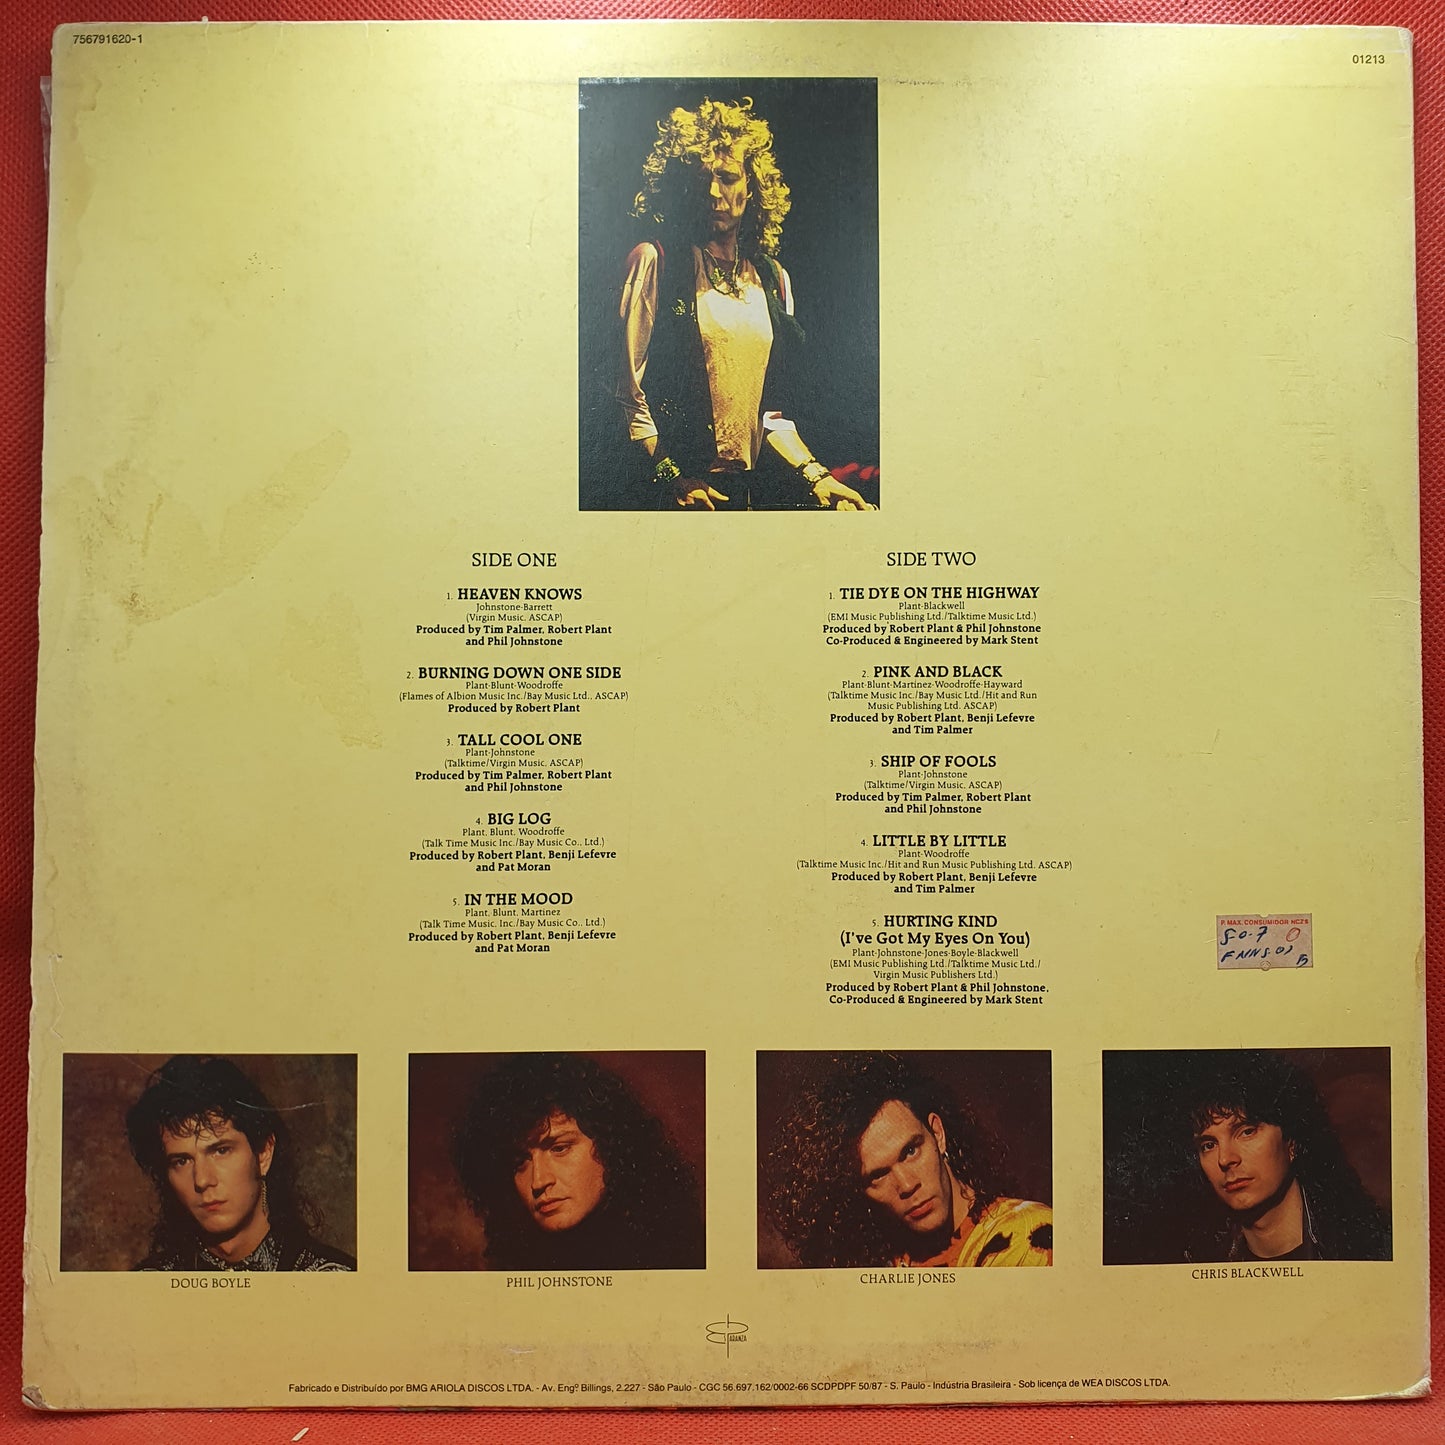 756791620-1
01213
SIDE ONE
1. HEAVEN KNOWS
Johnstone-Barrett
(Virgin Music, ASCAP)
Produced by Tim Palmer, Robert Plant
and Phil Johnstone
2. BURNING DOWN ONE SIDE
Plant-Blunt-Woodroffe
(Flames of Albion Music Inc./Bay Music Ltd., ASCAP)
Produced by Robert Plant
3. TALL COOL ONE
Plant-Johnstone
(Talktime/Virgin Music, ASCAP)
Produced by Tim Palmer, Robert Plant
and Phil Johnstone
4. BIG LOG
Plant, Blunt, Woodroffe
(Talk Time Music Inc./Bay Music Co., Ltd.)
Produced by Robert Plant, Benji Lefevre
and Pat Moran
5. IN THE MOOD
Plant, Blunt, Martinez
(Talk Time Music, Inc./Bay Music Co., Ltd.)
Produced by Robert Plant, Benji Lefevre
and Pat Moran
SIDE TWO
1. TIE DYE ON THE HIGHWAY
Plant-Blackwell
(EMI Music Publishing Ltd./Talktime Music Ltd.)
Produced by Robert Plant & Phil Johnstone
Co-Produced & Engineered by Mark Stent
2. PINK AND BLACK
Plant-Blunt-Martinez-Woodroffe-Hayward
(Talktime Music Inc./Bay Music Ltd./Hit and Run
Music Publishing Ltd. ASCAP)
Produced by Robert Plant, Benji Lefevre
and Tim Palmer
3. SHIP OF FOOLS
Plant-Johnstone
(Talktime/Virgin Music, ASCAP)
Produced by Tim Palmer, Robert Plant
and Phil Johnstone
4. LITTLE BY LITTLE
Plant-Woodroffe
(Talktime Music Inc./Hit and Run Music Publishing Ltd. ASCAP)
Produced by Robert Plant, Benji Lefevre
and Tim Palmer
5. HURTING KIND
(I've Got My Eyes On You)
Plant-Johnstone-Jones-Boyle-Blackwell
(EMI Music Publishing Ltd./Talktime Music Ltd./
Virgin Music Publishers Ltd.)
Produced by Robert Plant & Phil Johnstone,
Co-Produced & Engineered by Mark Stent
P. MAX. CONSUMIDOR NCZ$
DOUG BOYLE
PHIL JOHNSTONE
CHARLIE JONES
CHRIS BLACKWELL
ES PARANZA
Fabricado e Distribuído por BMG ARIOLA DISCOS LTDA. - Av. Engº Billings, 2.227 - São Paulo - CGC 56.697.162/0002-66 SCDPDPF 50/87 - S. Paulo - Indústria Brasileira - Sob licença de WEA DISCOS LTDA.